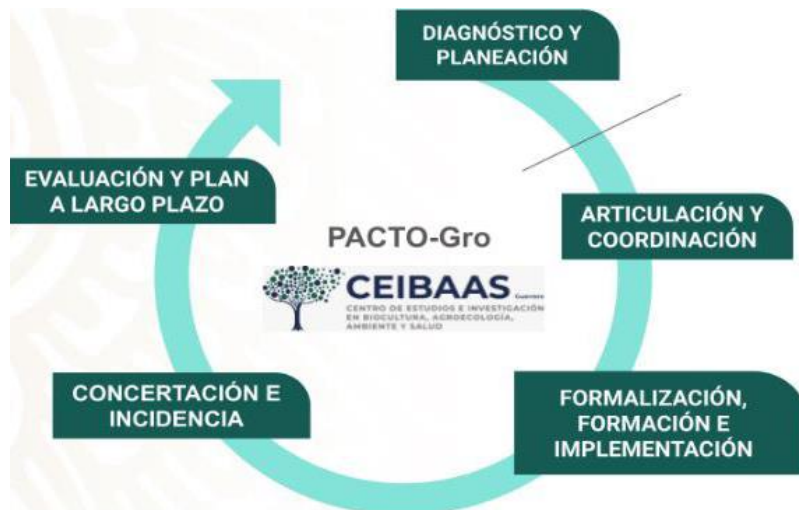 DIAGNÓSTICO Y
PLANEACIÓN
ARTICULACIÓN Y
COORDINACIÓN
FORMALIZACIÓN,
FORMACIÓN E
IMPLEMENTACIÓN
CONCERTACIÓN E
INCIDENCIA
EVALUACIÓN Y PLAN
A LARGO PLAZO
PACTO-Gro
CEIBAAS Guerrero
CENTRO DE ESTUDIOS E INVESTIGACIÓN
EN BIOCULTURA, AGROECOLOGÍA,
AMBIENTE Y SALUD